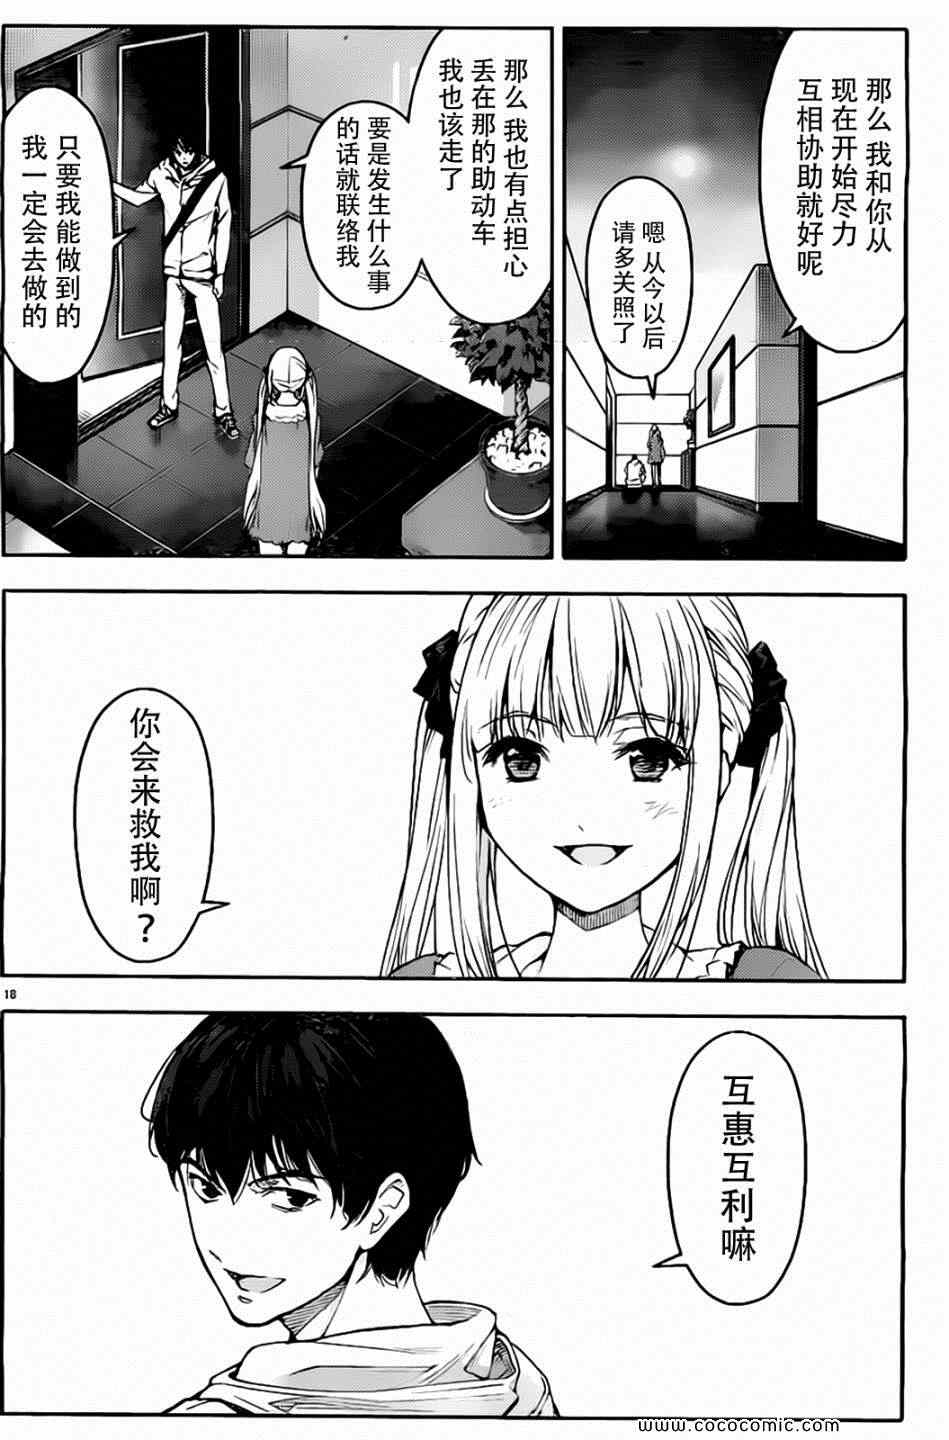 那么 我和你从
现在开始尽力
互相协助就好呢
嗯 从今以后
请多关照了
那么 我也有点担心
丢在那的助动车
我也该走了
要是发生什么事
的话就联络我
只要我能做到的
我一定会去做的
你会来救我啊？
18
互惠互利嘛
www.cococomic.com